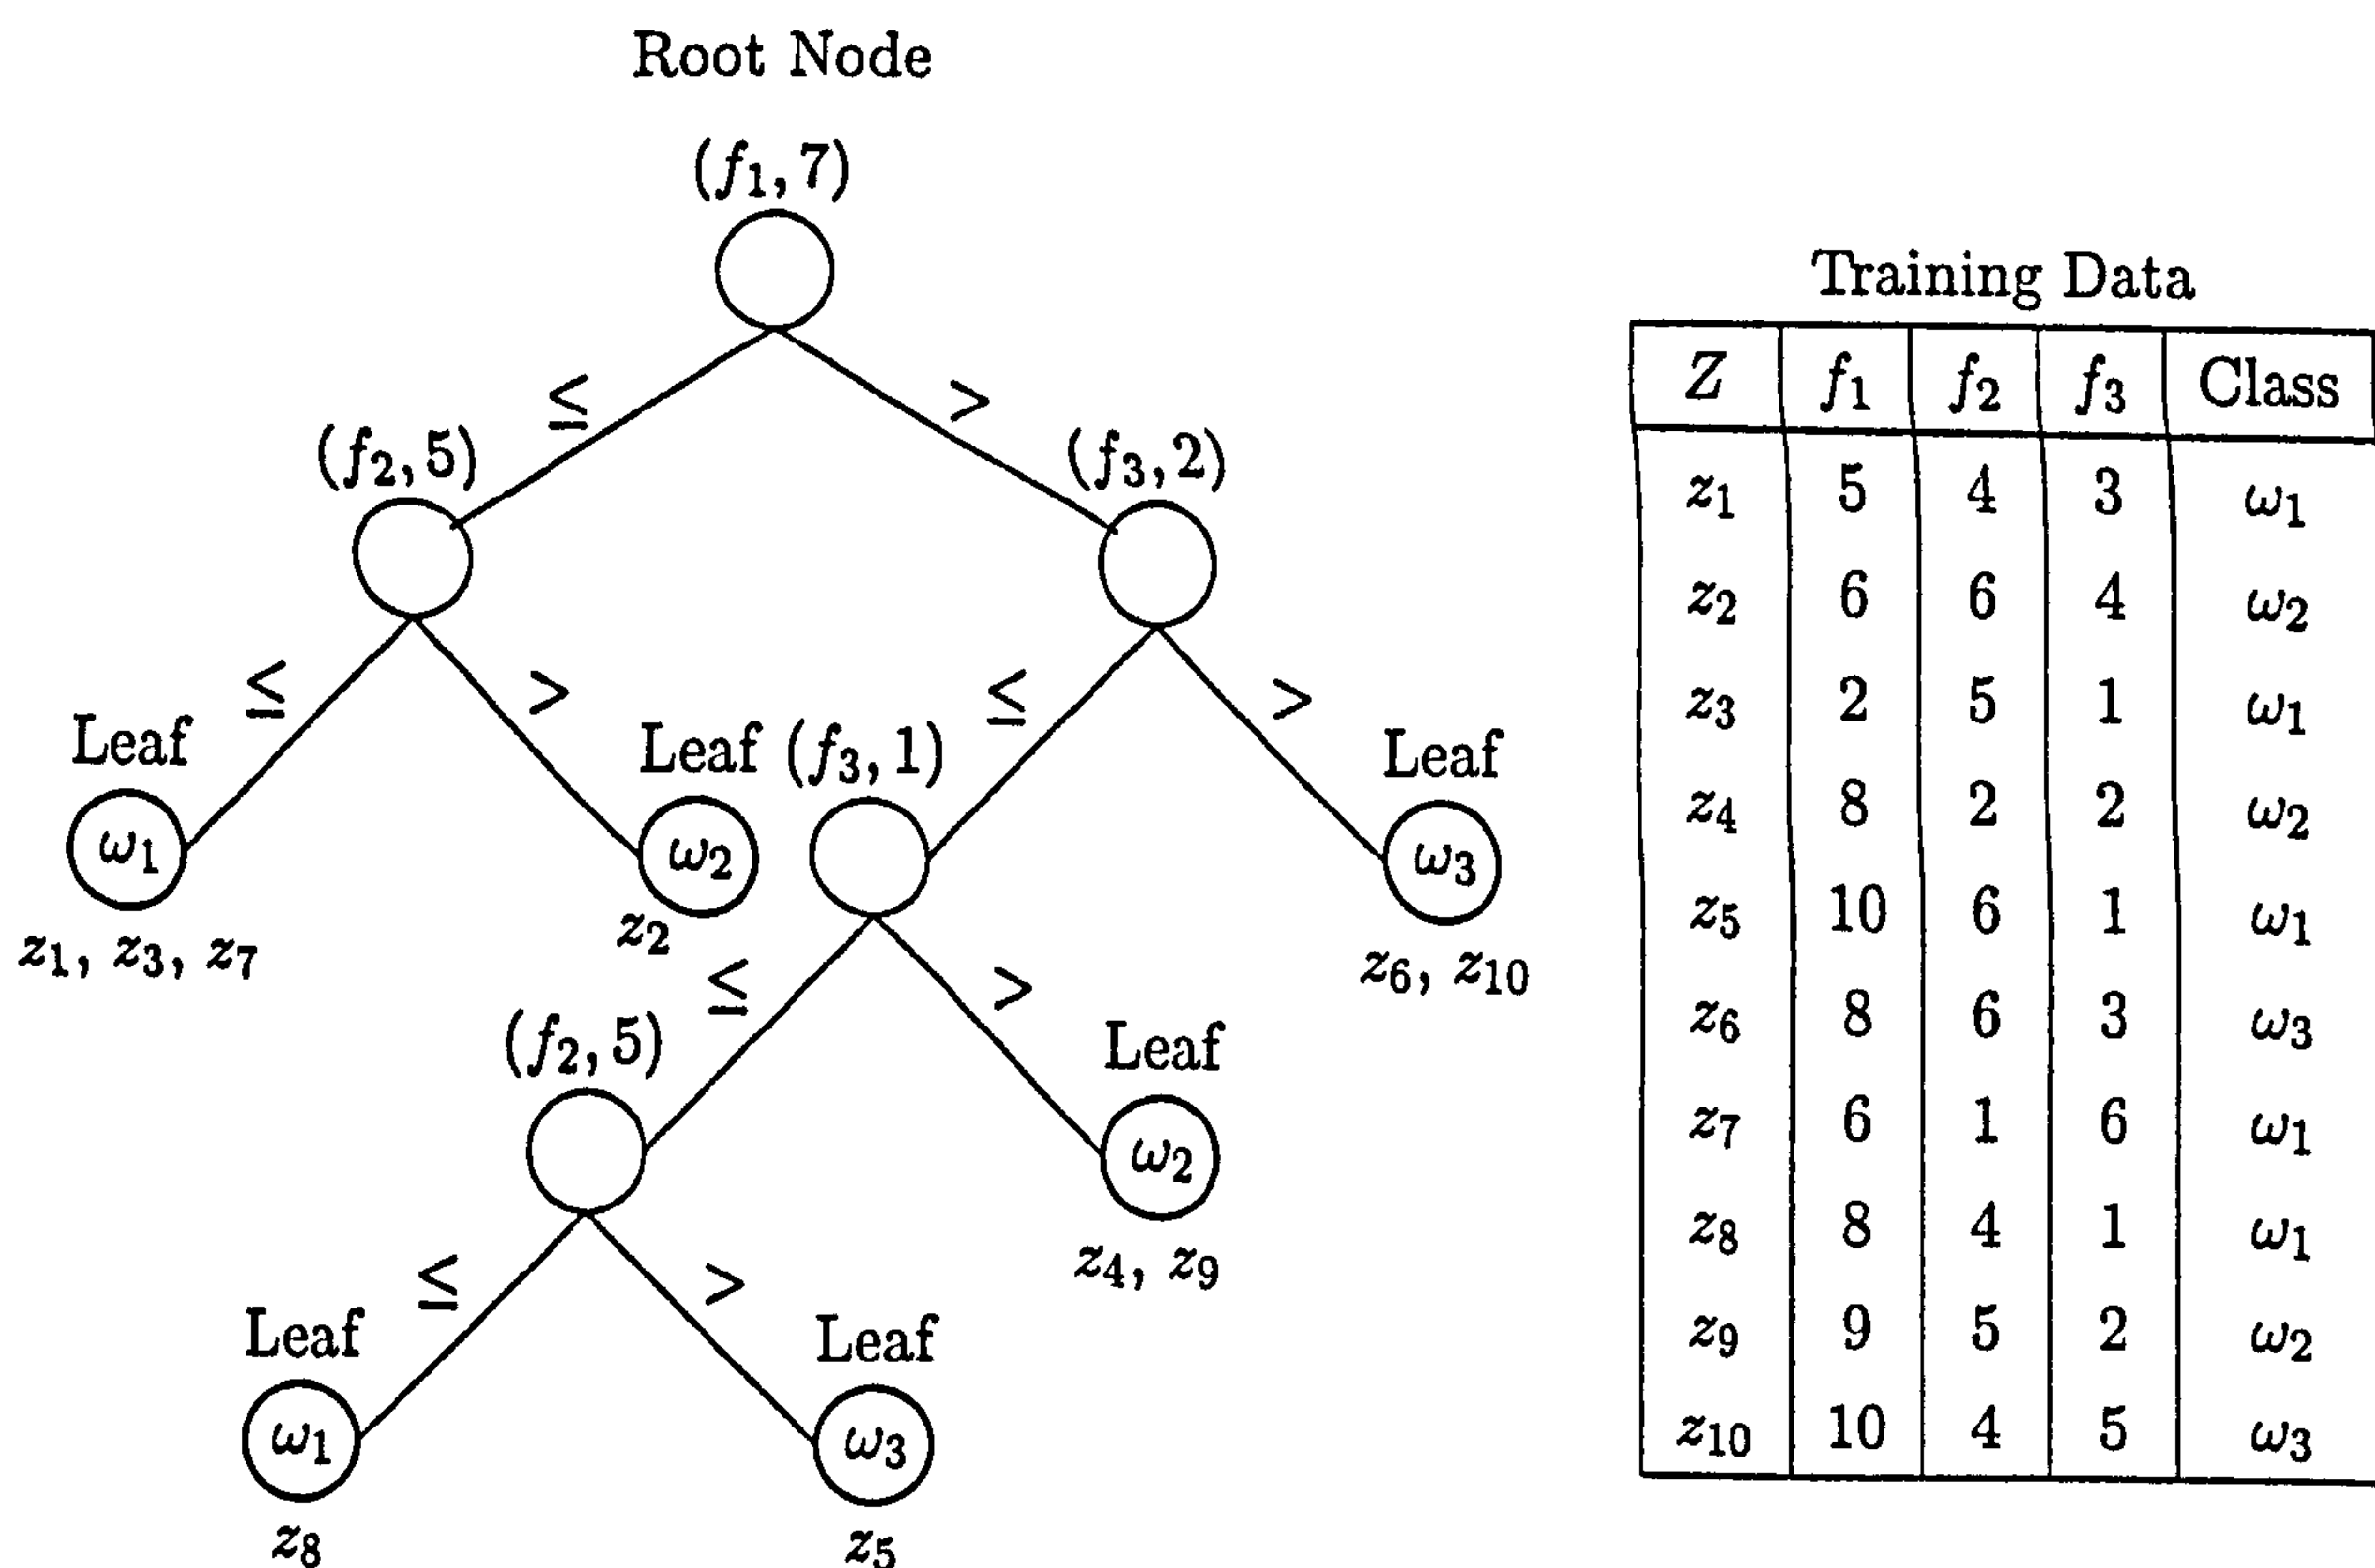 Root Node
(f₁, 7)
≤ >
(f₂, 5) (f₃, 2)
≤ > ≤ >
Leaf Leaf (f₃, 1) Leaf
ω₁ ω₂ ω₃
z₁, z₃, z₇ z₂ z₆, z₁₀
≤ >
(f₂, 5) Leaf
ω₂
z₄, z₉
≤ >
Leaf Leaf
ω₁ ω₃
z₈ z₅
Training Data
Z f₁ f₂ f₃ Class
z₁ 5 4 3 ω₁
z₂ 6 6 4 ω₂
z₃ 2 5 1 ω₁
z₄ 8 2 2 ω₂
z₅ 10 6 1 ω₁
z₆ 8 6 3 ω₃
z₇ 6 1 6 ω₁
z₈ 8 4 1 ω₁
z�9 9 5 2 ω₂
z₁₀ 10 4 5 ω₃